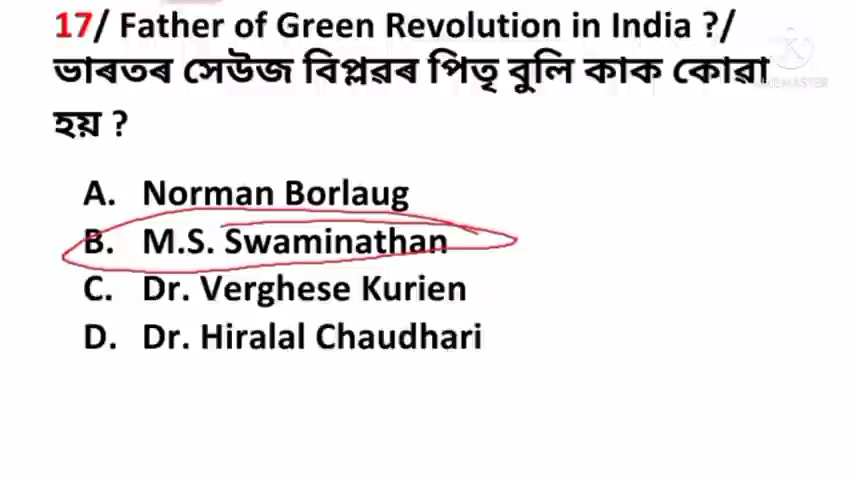 17/ Father of Green Revolution in India ?/
ভাৰতৰ সেউজ বিপ্লৱৰ পিতৃ বুলি কাক কোৱা
হয় ?
A. Norman Borlaug
B. M.S. Swaminathan
C. Dr. Verghese Kurien
D. Dr. Hiralal Chaudhari